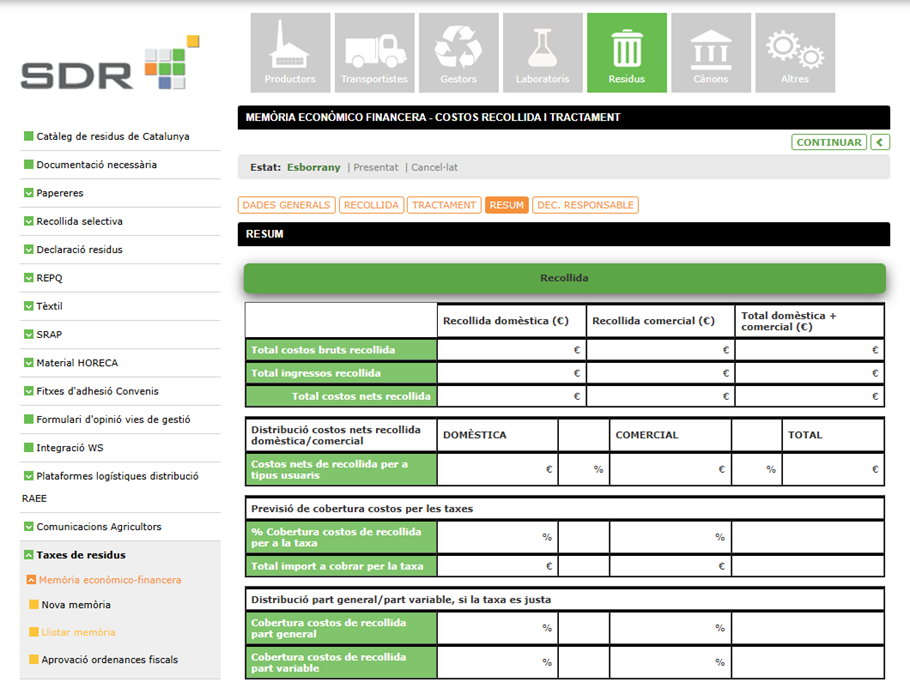 SDR
Productors
Transportistes
Gestors
Laboratoris
Residus
Cànons
Altres
MEMÒRIA ECONÒMICO FINANCERA - COSTOS RECOLLIDA I TRACTAMENT
CONTINUAR
Estat: Esborrany | Presentat | Cancel·lat
DADES GENERALS RECOLLIDA TRACTAMENT RESUM DEC. RESPONSABLE
RESUM
Catàleg de residus de Catalunya
Documentació necessària
Papereres
Recollida selectiva
Declaració residus
REPQ
Tèxtil
SRAP
Material HORECA
Fitxes d'adhesió Convenis
Formulari d'opinió vies de gestió
Integració WS
Plataformes logístiques distribució
RAEE
Comunicacions Agricultors
Taxes de residus
Memòria econòmico-financera
Nova memòria
Llistar memòria
Aprovació ordenances fiscals
Recollida
Recollida domèstica (€) Recollida comercial (€) Total domèstica +
comercial (€)
Total costos bruts recollida € € €
Total ingressos recollida € € €
Total costos nets recollida € € €
Distribució costos nets recollida
domèstica/comercial DOMÈSTICA COMERCIAL TOTAL
Costos nets de recollida per a
tipus usuaris € % € % €
Previsió de cobertura costos per les taxes
% Cobertura costos de recollida
per a la taxa % %
Total import a cobrar per la taxa € €
Distribució part general/part variable, si la taxa es justa
Cobertura costos de recollida
part general % %
Cobertura costos de recollida
part variable % %